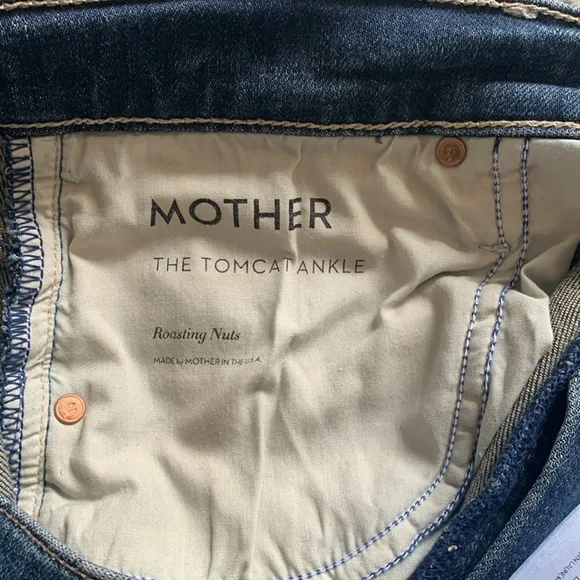 MOTHER
THE TOMCAT ANKLE
Roasting Nuts
MADE by MOTHER IN THE U.S.A.